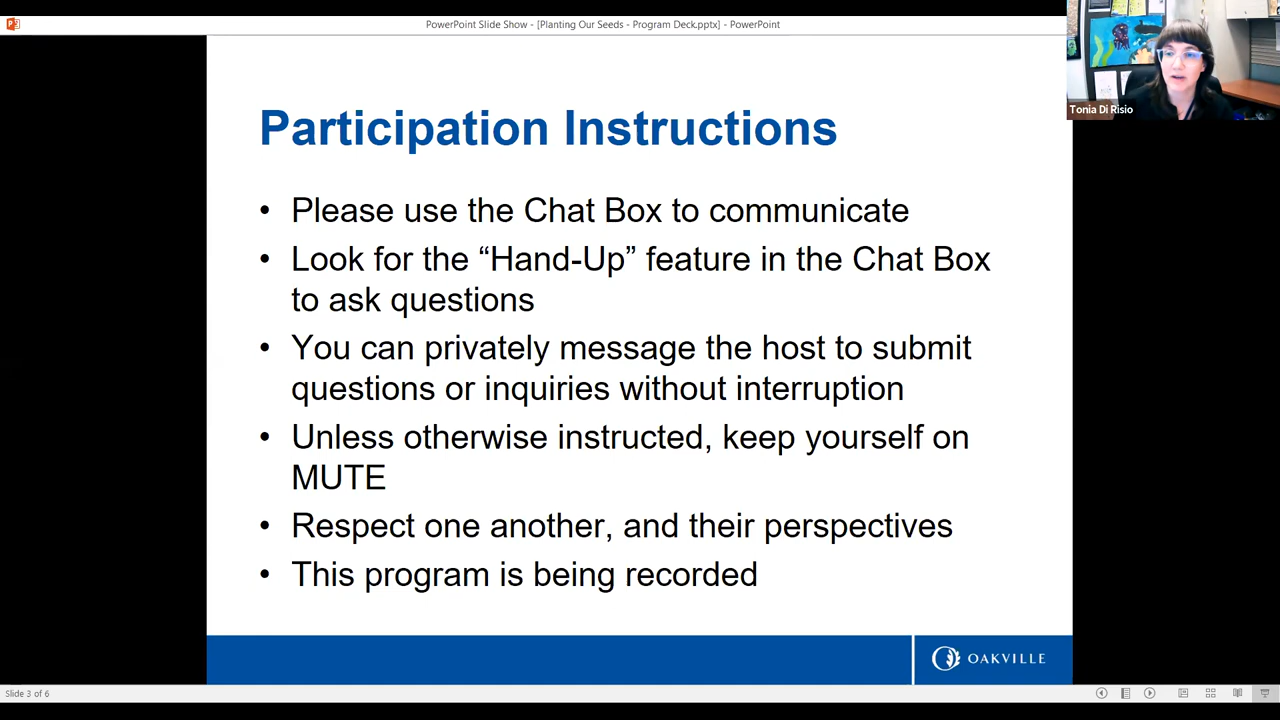 PowerPoint Slide Show - [Planting Our Seeds - Program Deck.pptx] - PowerPoint
Tonia Di Risio
Participation Instructions
• Please use the Chat Box to communicate
• Look for the “Hand-Up” feature in the Chat Box
to ask questions
• You can privately message the host to submit
questions or inquiries without interruption
• Unless otherwise instructed, keep yourself on
MUTE
• Respect one another, and their perspectives
• This program is being recorded
OAKVILLE
Slide 3 of 6